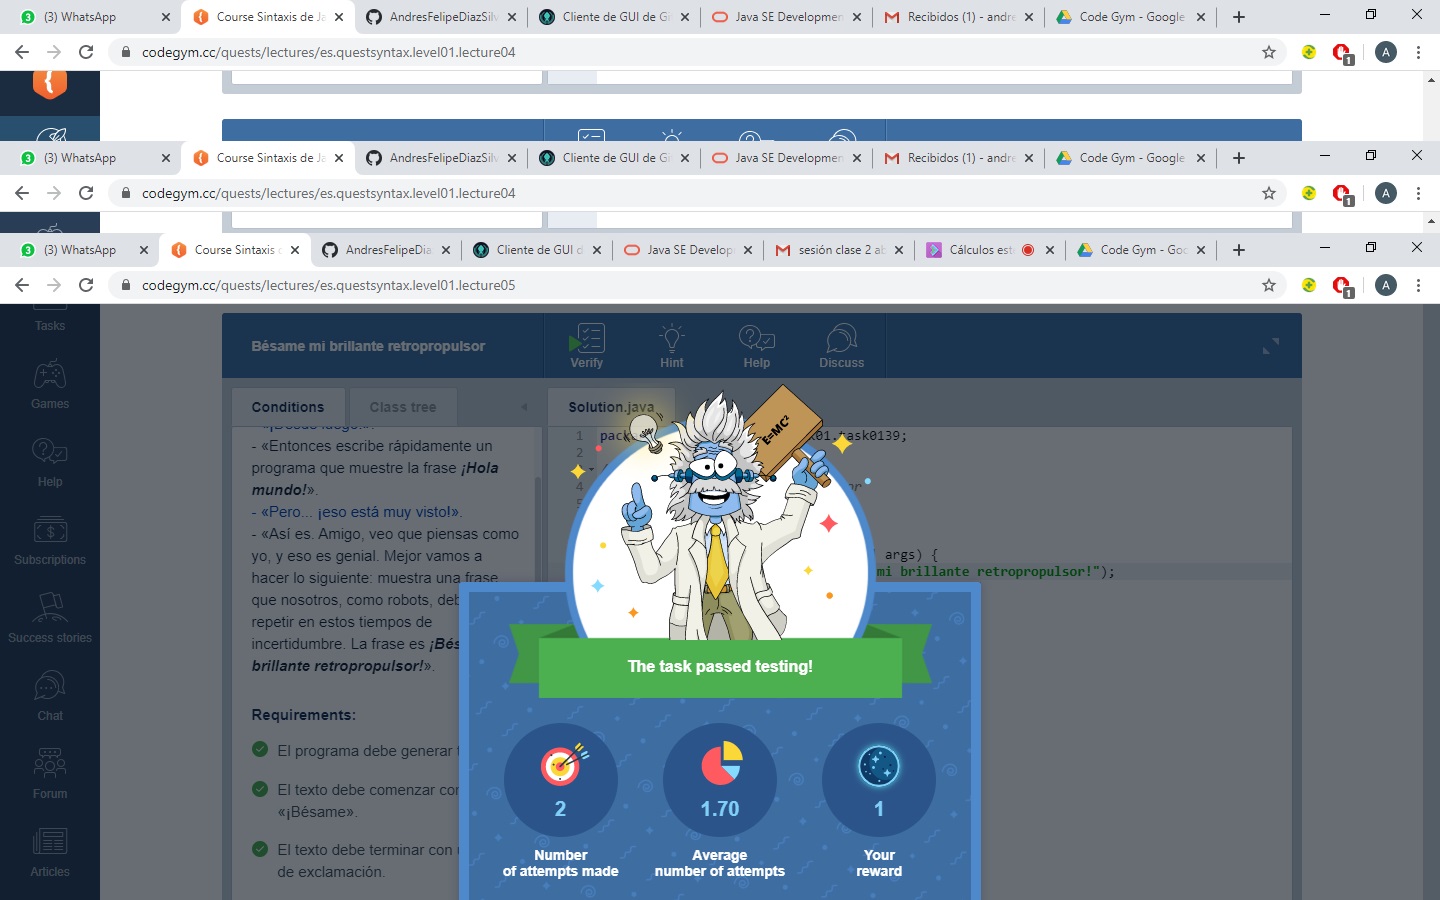 (3) WhatsApp
Course Sintaxis de Ja
AndresFelipeDiazSilv
Cliente de GUI de Gi
Java SE Developmen
Recibidos (1) - andre
Code Gym - Google
codegym.cc/quests/lectures/es.questsyntax.level01.lecture04
A
1
(3) WhatsApp
Course Sintaxis de Ja
AndresFelipeDiazSilv
Cliente de GUI de Gi
Java SE Developmen
Recibidos (1) - andre
Code Gym - Google
codegym.cc/quests/lectures/es.questsyntax.level01.lecture04
A
1
(3) WhatsApp
Course Sintaxis d
AndresFelipeDia
Cliente de GUI d
Java SE Develop
sesión clase 2 ab
Cálculos est
Code Gym - Goo
codegym.cc/quests/lectures/es.questsyntax.level01.lecture05
A
1
Tasks
Games
Help
Subscriptions
Success stories
Chat
Forum
Articles
Bésame mi brillante retropropulsor
Verify
Hint
Help
Discuss
Conditions
Class tree
- «¡Desde luego!».
- «Entonces escribe rápidamente un
programa que muestre la frase ¡Hola
mundo!».
- «Pero... ¡eso está muy visto!».
- «Así es. Amigo, veo que piensas como
yo, y eso es genial. Mejor vamos a
hacer lo siguiente: muestra una frase
que nosotros, como robots, deb
repetir en estos tiempos de
incertidumbre. La frase es ¡Bés
brillante retropropulsor!».
Requirements:
El programa debe generar t
El texto debe comenzar con
«¡Bésame».
El texto debe terminar con u
de exclamación.
Solution.java
1 pack
01.task0139;
2
4
or
args) {
mi brillante retropropulsor!");
E=MC²
The task passed testing!
2
Number
of attempts made
1.70
Average
number of attempts
1
Your
reward